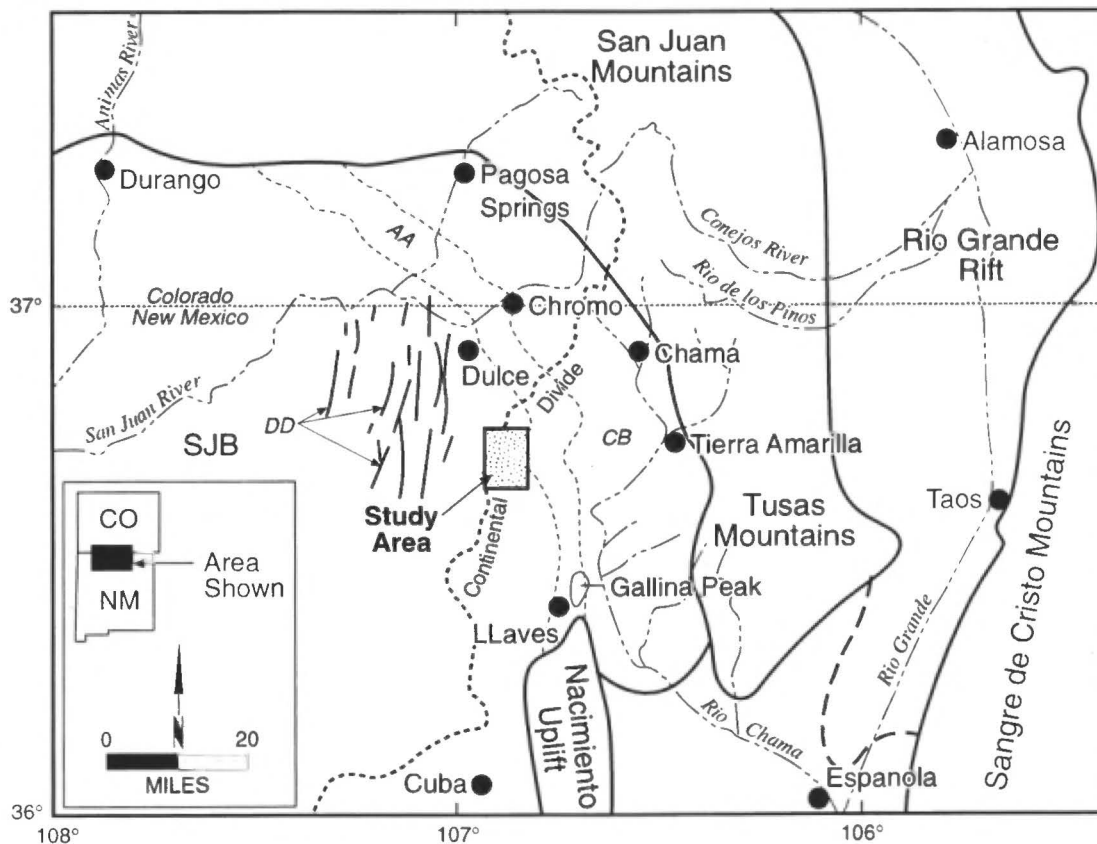 San Juan
Mountains
Animas River
Alamosa
Durango
Pagosa
Springs
AA
Conejos River
Rio Grande
Rift
Rio de los Pinos
37°
Colorado
New Mexico
Chromo
Chama
Dulce
Divide
San Juan River
DD
CB
Tierra Amarilla
SJB
Study
Area
Continental
Tusas
Mountains
Taos
Sangre de Cristo Mountains
CO
NM
Area
Shown
Gallina Peak
LLaves
Rio Grande
Nacimiento
Uplift
Rio Chama
0 20
MILES
Cuba
Espanola
36°
108°
107°
106°